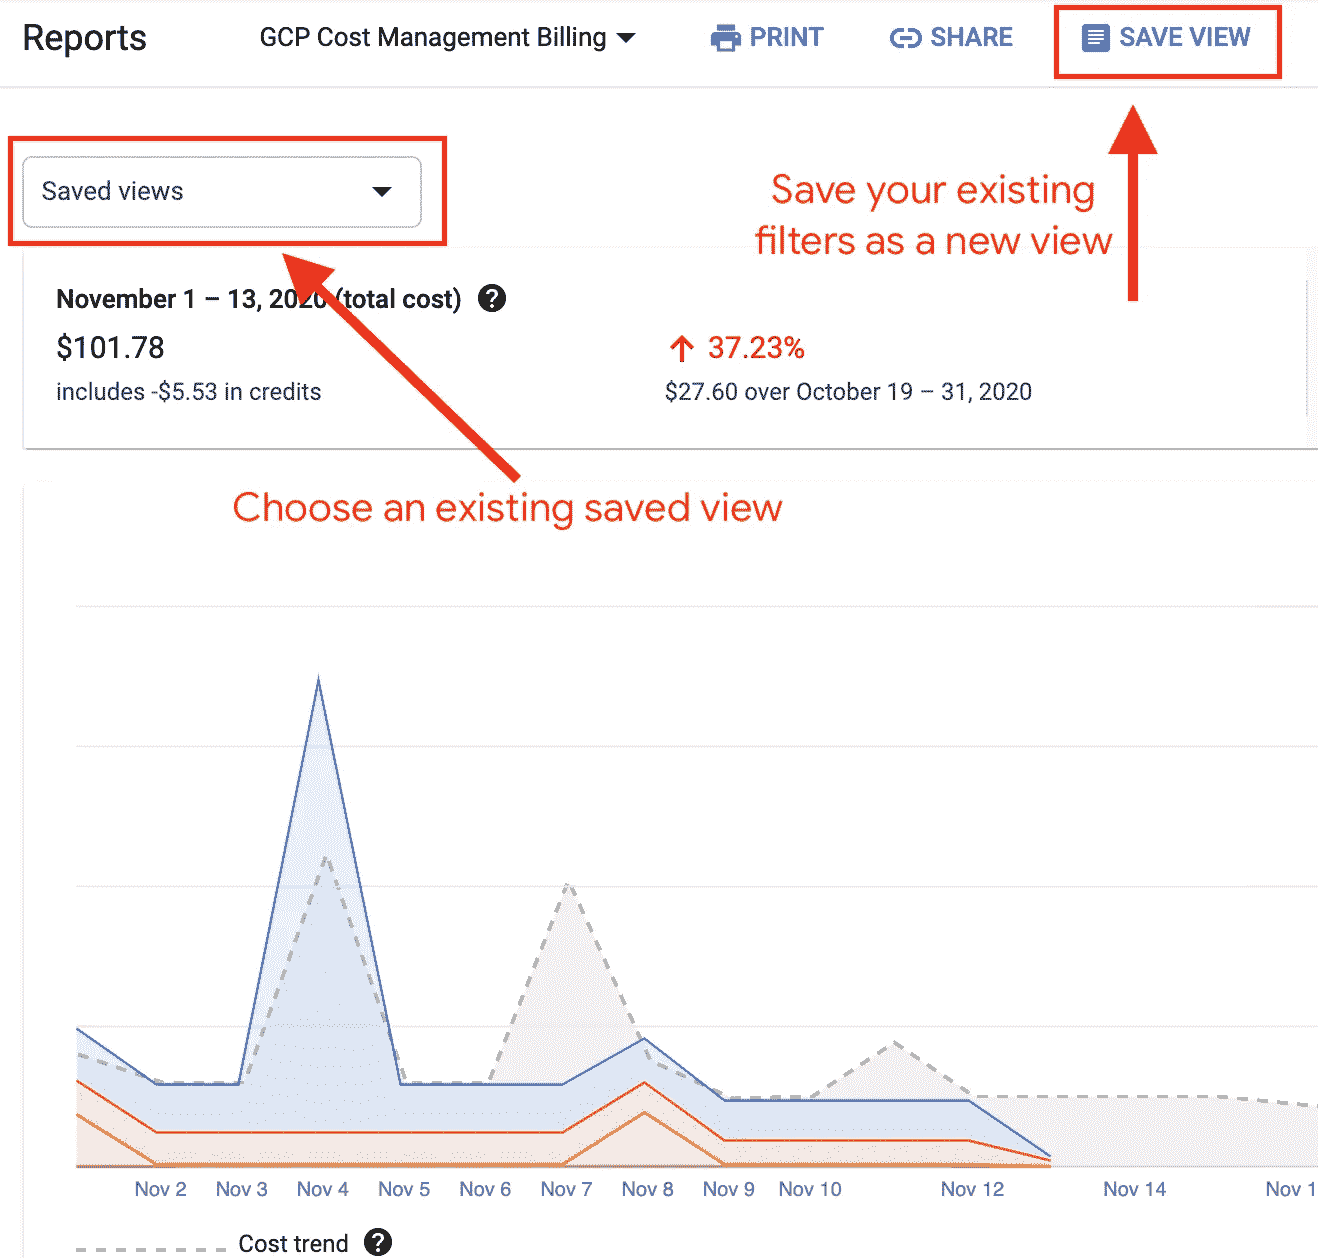 Reports
GCP Cost Management Billing
PRINT
SHARE
SAVE VIEW
Saved views
Save your existing
filters as a new view
November 1 – 13, 2020 (total cost)
?
$101.78
37.23%
includes -$5.53 in credits
$27.60 over October 19 – 31, 2020
Choose an existing saved view
Nov 2
Nov 3
Nov 4
Nov 5
Nov 6
Nov 7
Nov 8
Nov 9
Nov 10
Nov 12
Nov 14
Nov 1
Cost trend
?